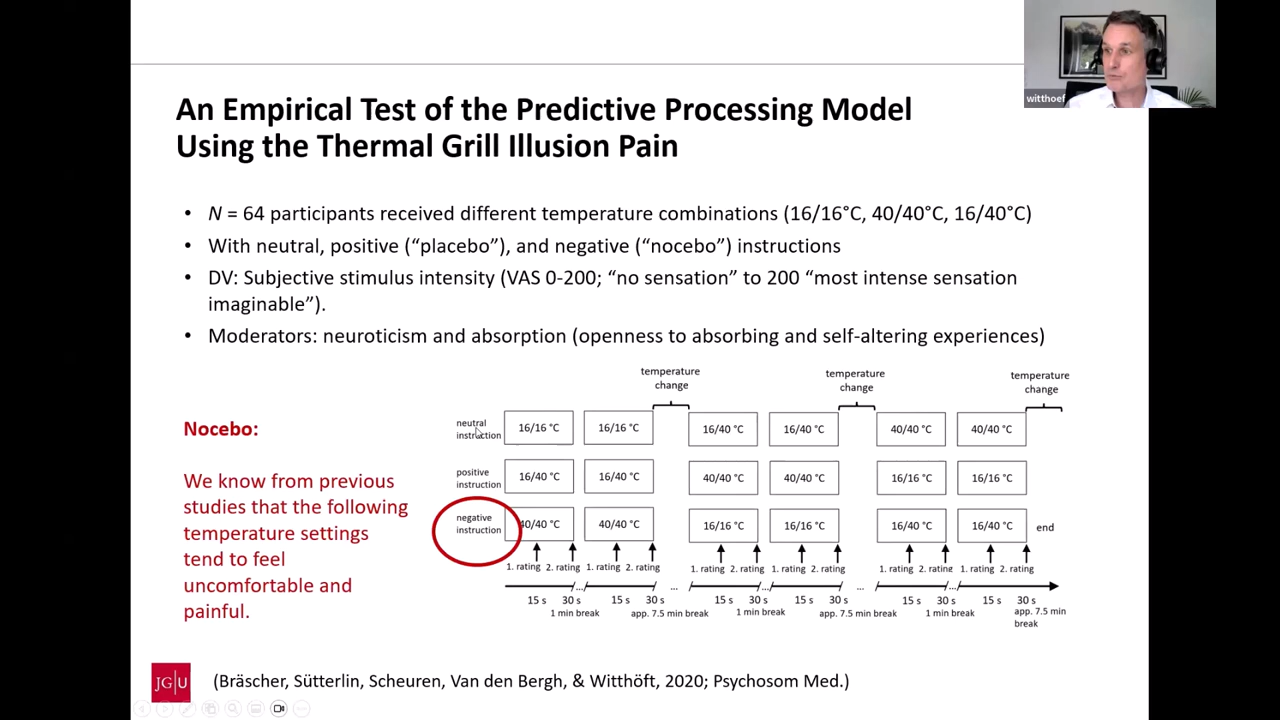 witthoef
An Empirical Test of the Predictive Processing Model
Using the Thermal Grill Illusion Pain
• N = 64 participants received different temperature combinations (16/16°C, 40/40°C, 16/40°C)
• With neutral, positive (“placebo”), and negative (“nocebo”) instructions
• DV: Subjective stimulus intensity (VAS 0-200; “no sensation” to 200 “most intense sensation
imaginable”).
• Moderators: neuroticism and absorption (openness to absorbing and self-altering experiences)
temperature change temperature change temperature change
Nocebo:
We know from previous
studies that the following
temperature settings
tend to feel
uncomfortable and
painful.
neutral instruction 16/16 °C 16/16 °C 16/40 °C 16/40 °C 40/40 °C 40/40 °C
positive instruction 16/40 °C 16/40 °C 40/40 °C 40/40 °C 16/16 °C 16/16 °C
negative instruction 40/40 °C 40/40 °C 16/16 °C 16/16 °C 16/40 °C 16/40 °C end
1. rating 2. rating 1. rating 2. rating 1. rating 2. rating 1. rating 2. rating 1. rating 2. rating 1. rating 2. rating
... ... ... ... ...
15 s 30 s 15 s 30 s 15 s 30 s 15 s 30 s 15 s 30 s 15 s 30 s
1 min break app. 7.5 min break 1 min break app. 7.5 min break 1 min break app. 7.5 min break
JG|U
(Bräscher, Sütterlin, Scheuren, Van den Bergh, & Witthöft, 2020; Psychosom Med.)